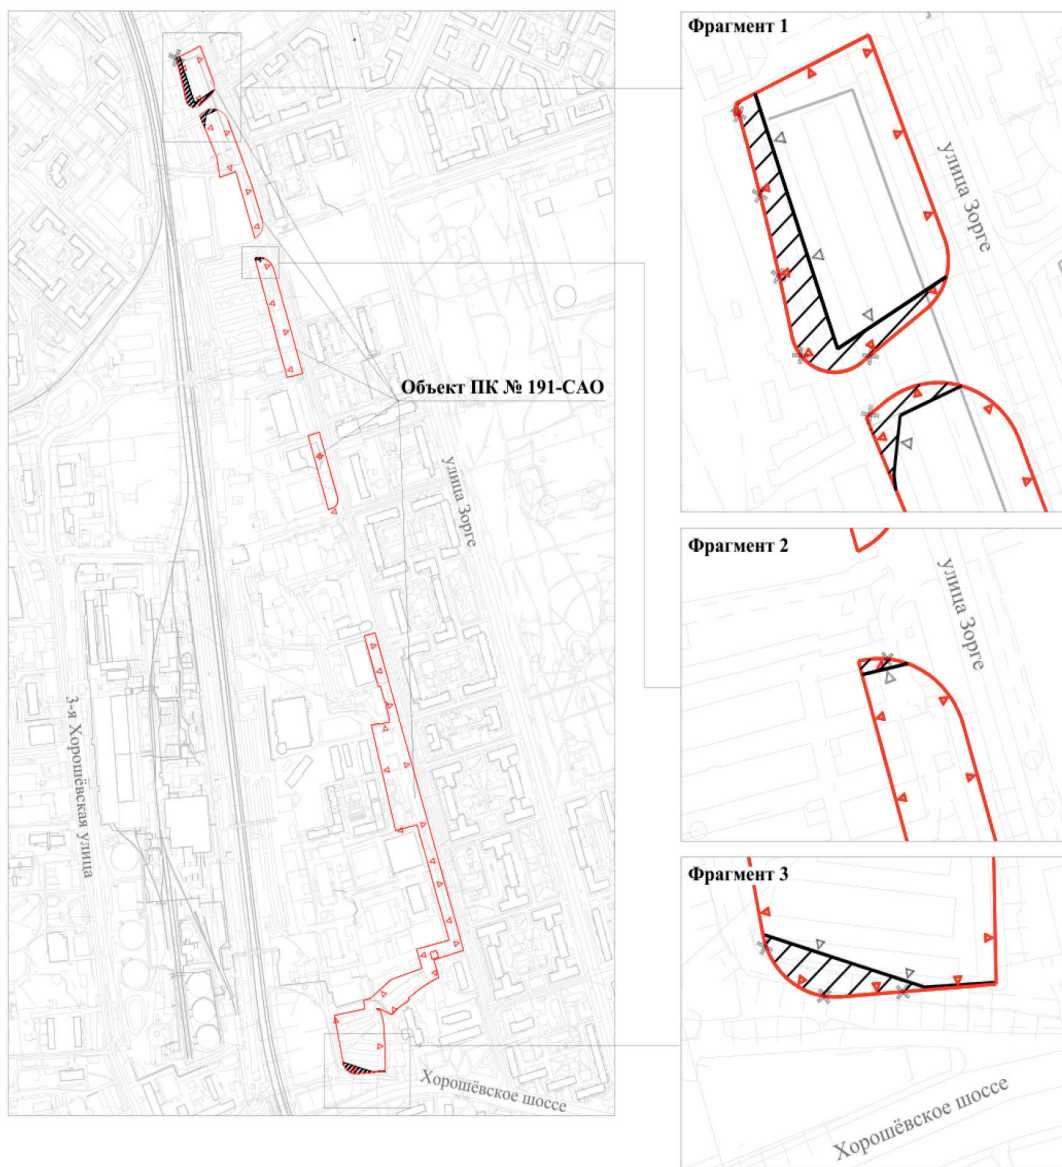 Фрагмент 1
улица Зорге
Объект ПК № 191-САО
улица Зорге
3-я Хорошёвская улица
Хорошёвское шоссе
Фрагмент 2
улица Зорге
Фрагмент 3
Хорошёвское шоссе